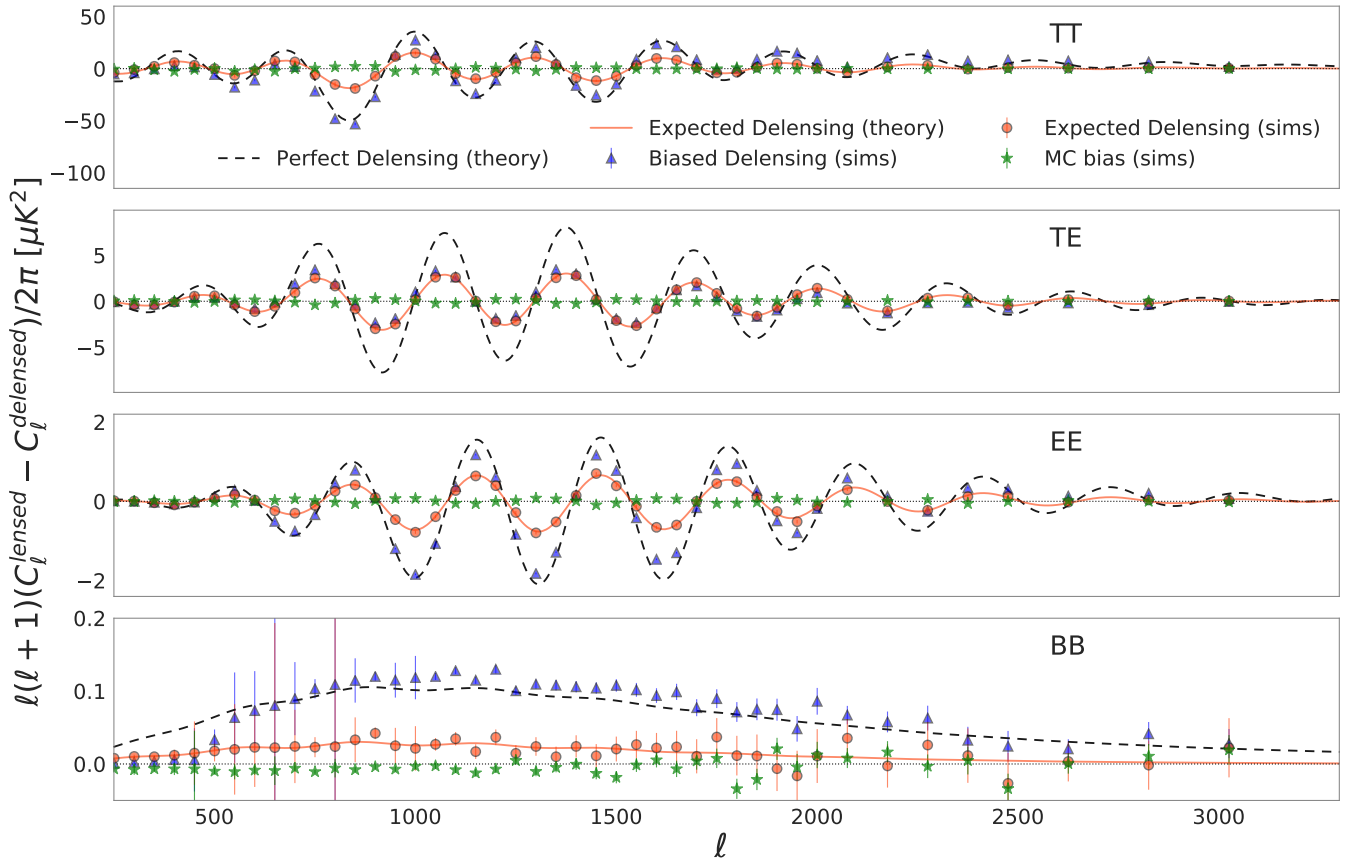 ℓ(ℓ + 1)(C_ℓ^{lensed} − C_ℓ^{delensed})/2π [μK²]
50
0
−50
−100
TT
Expected Delensing (theory)
Expected Delensing (sims)
Perfect Delensing (theory)
Biased Delensing (sims)
MC bias (sims)
5
0
−5
TE
2
0
−2
EE
0.2
0.1
0.0
BB
500 1000 1500 2000 2500 3000
ℓ